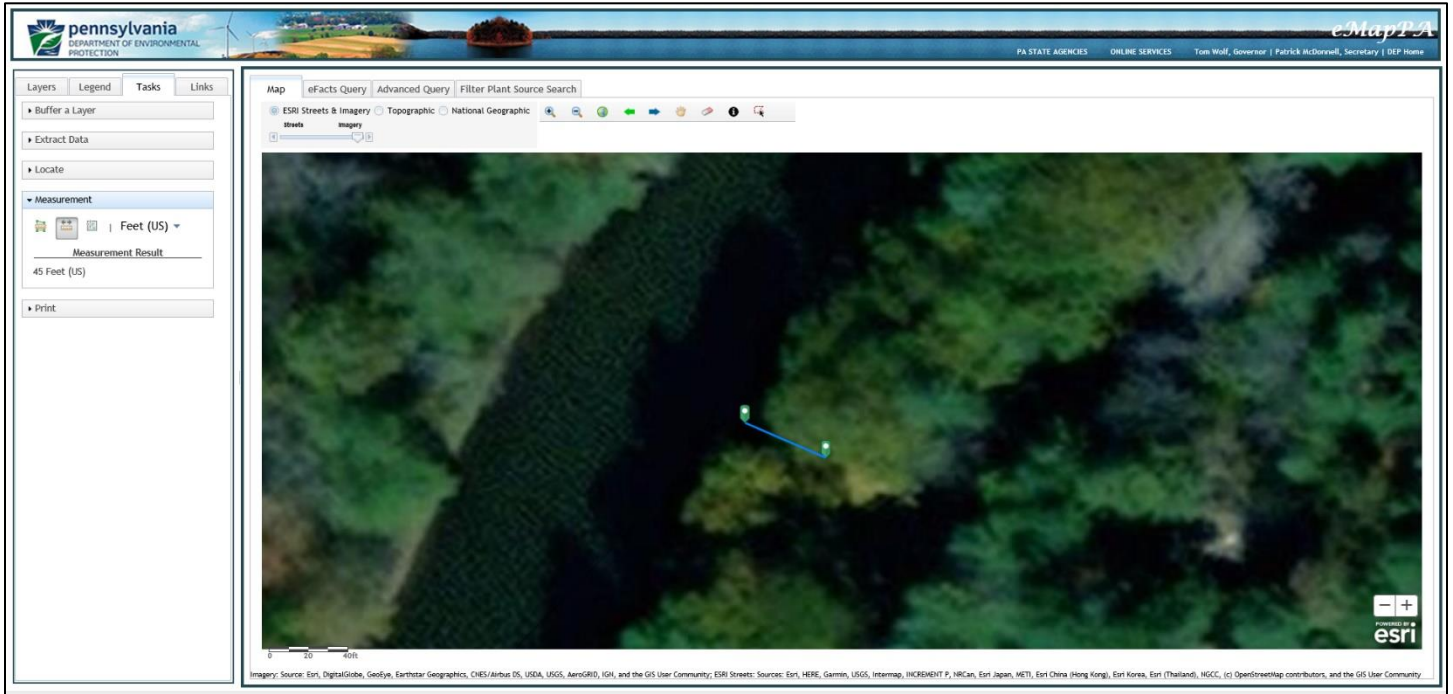 pennsylvania
DEPARTMENT OF ENVIRONMENTAL
PROTECTION
eMapPA
PA STATE AGENCIES ONLINE SERVICES Tom Wolf, Governor | Patrick McDonnell, Secretary | DEP Home
Layers Legend Tasks Links
Buffer a Layer
Extract Data
Locate
Measurement
| Feet (US)
Measurement Result
45 Feet (US)
Print
Map eFacts Query Advanced Query Filter Plant Source Search
ESRI Streets & Imagery Topographic National Geographic
Streets Imagery
0 20 40ft
POWERED BY
esri
Imagery: Source: Esri, DigitalGlobe, GeoEye, Earthstar Geographics, CNES/Airbus DS, USDA, USGS, AeroGRID, IGN, and the GIS User Community; ESRI Streets: Sources: Esri, HERE, Garmin, USGS, Intermap, INCREMENT P, NRCan, Esri Japan, METI, Esri China (Hong Kong), Esri Korea, Esri (Thailand), NGCC, (c) OpenStreetMap contributors, and the GIS User Community